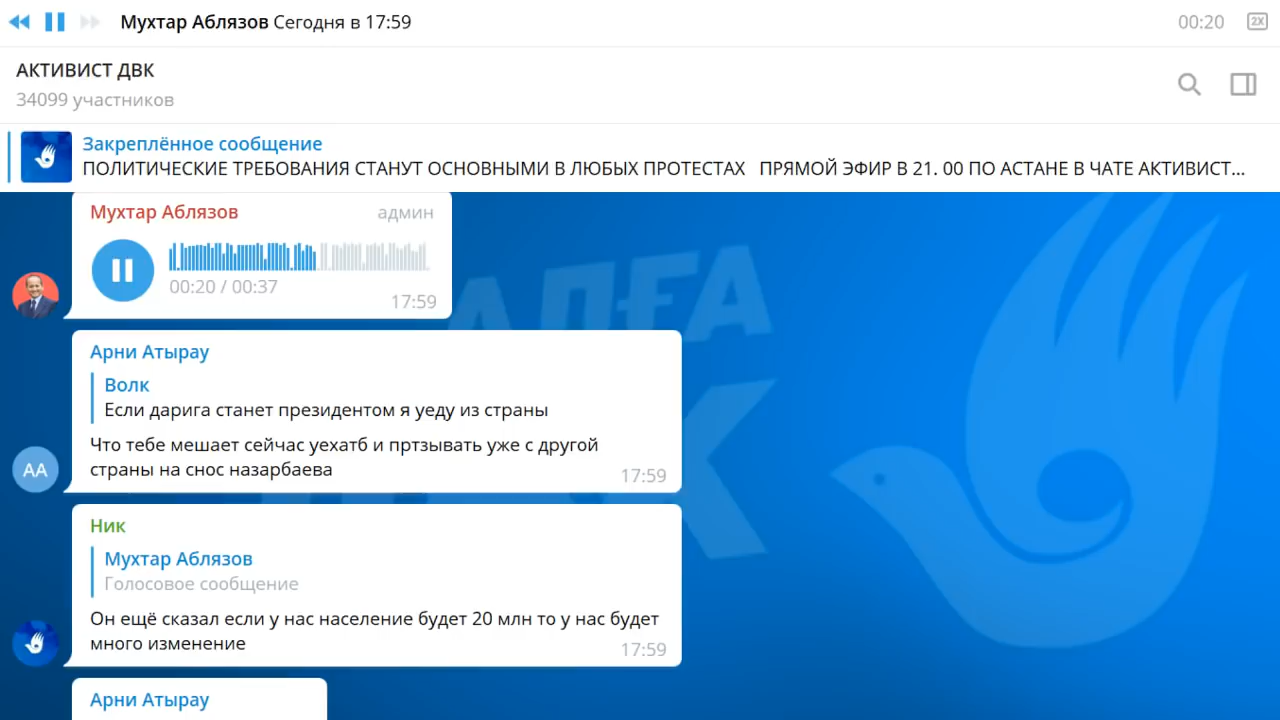 Мухтар Аблязов Сегодня в 17:59
00:20
2X
АКТИВИСТ ДВК
34099 участников
Закреплённое сообщение
ПОЛИТИЧЕСКИЕ ТРЕБОВАНИЯ СТАНУТ ОСНОВНЫМИ В ЛЮБЫХ ПРОТЕСТАХ ПРЯМОЙ ЭФИР В 21. 00 ПО АСТАНЕ В ЧАТЕ АКТИВИСТ...
Мухтар Аблязов
админ
00:20 / 00:37
17:59
Арни Атырау
Волк
Если дарига станет президентом я уеду из страны
Что тебе мешает сейчас уехатб и пртзывать уже с другой
страны на снос назарбаева
17:59
АА
Ник
Мухтар Аблязов
Голосовое сообщение
Он ещё сказал если у нас население будет 20 млн то у нас будет
много изменение
17:59
Арни Атырау